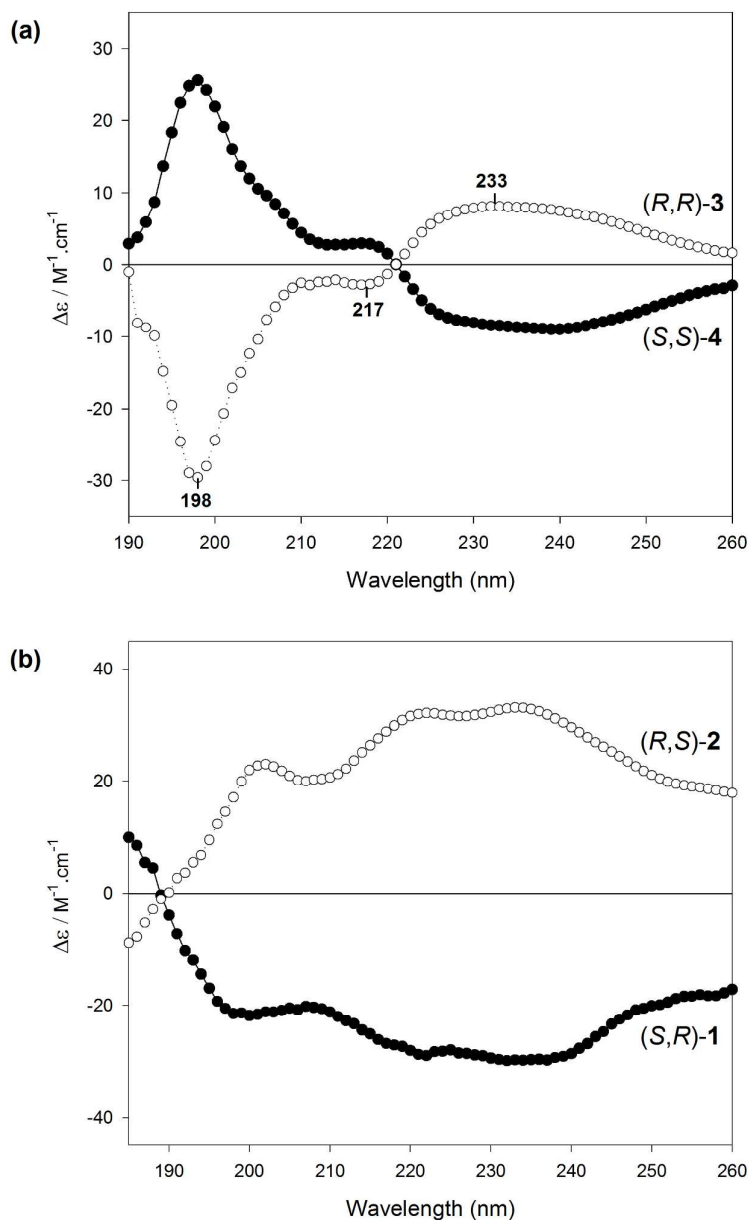 (a)
30
20
10
0
-10
-20
-30
Δε / M⁻¹.cm⁻¹
233
(R,R)-3
217
(S,S)-4
198
190 200 210 220 230 240 250 260
Wavelength (nm)
(b)
40
20
0
-20
-40
Δε / M⁻¹.cm⁻¹
(R,S)-2
(S,R)-1
190 200 210 220 230 240 250 260
Wavelength (nm)